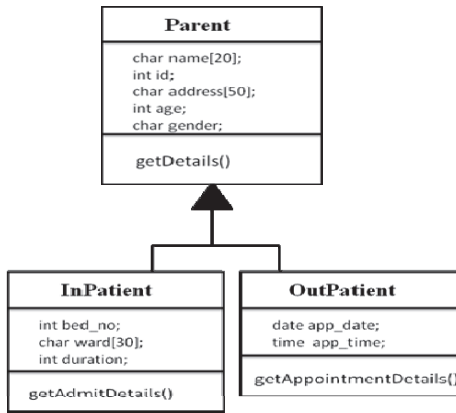 Parent
char name[20];
int id;
char address[50];
int age;
char gender;
getDetails()
InPatient
int bed_no;
char ward[30];
int duration;
getAdmitDetails()
OutPatient
date app_date;
time app_time;
getAppointmentDetails()